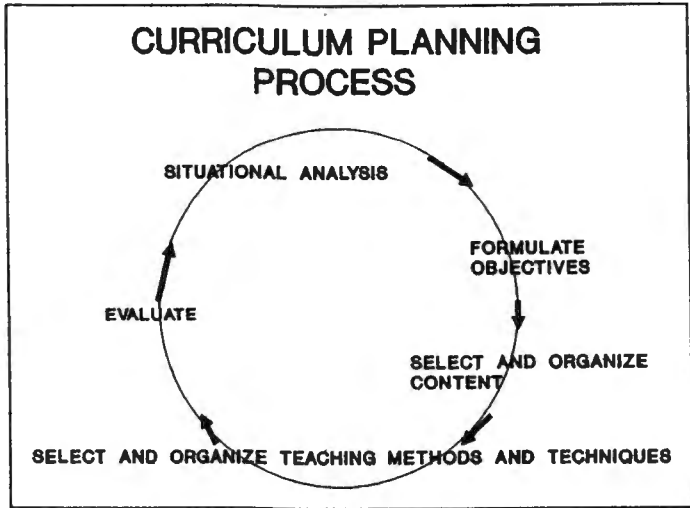 CURRICULUM PLANNING
PROCESS
SITUATIONAL ANALYSIS
FORMULATE
OBJECTIVES
SELECT AND ORGANIZE
CONTENT
SELECT AND ORGANIZE TEACHING METHODS AND TECHNIQUES
EVALUATE